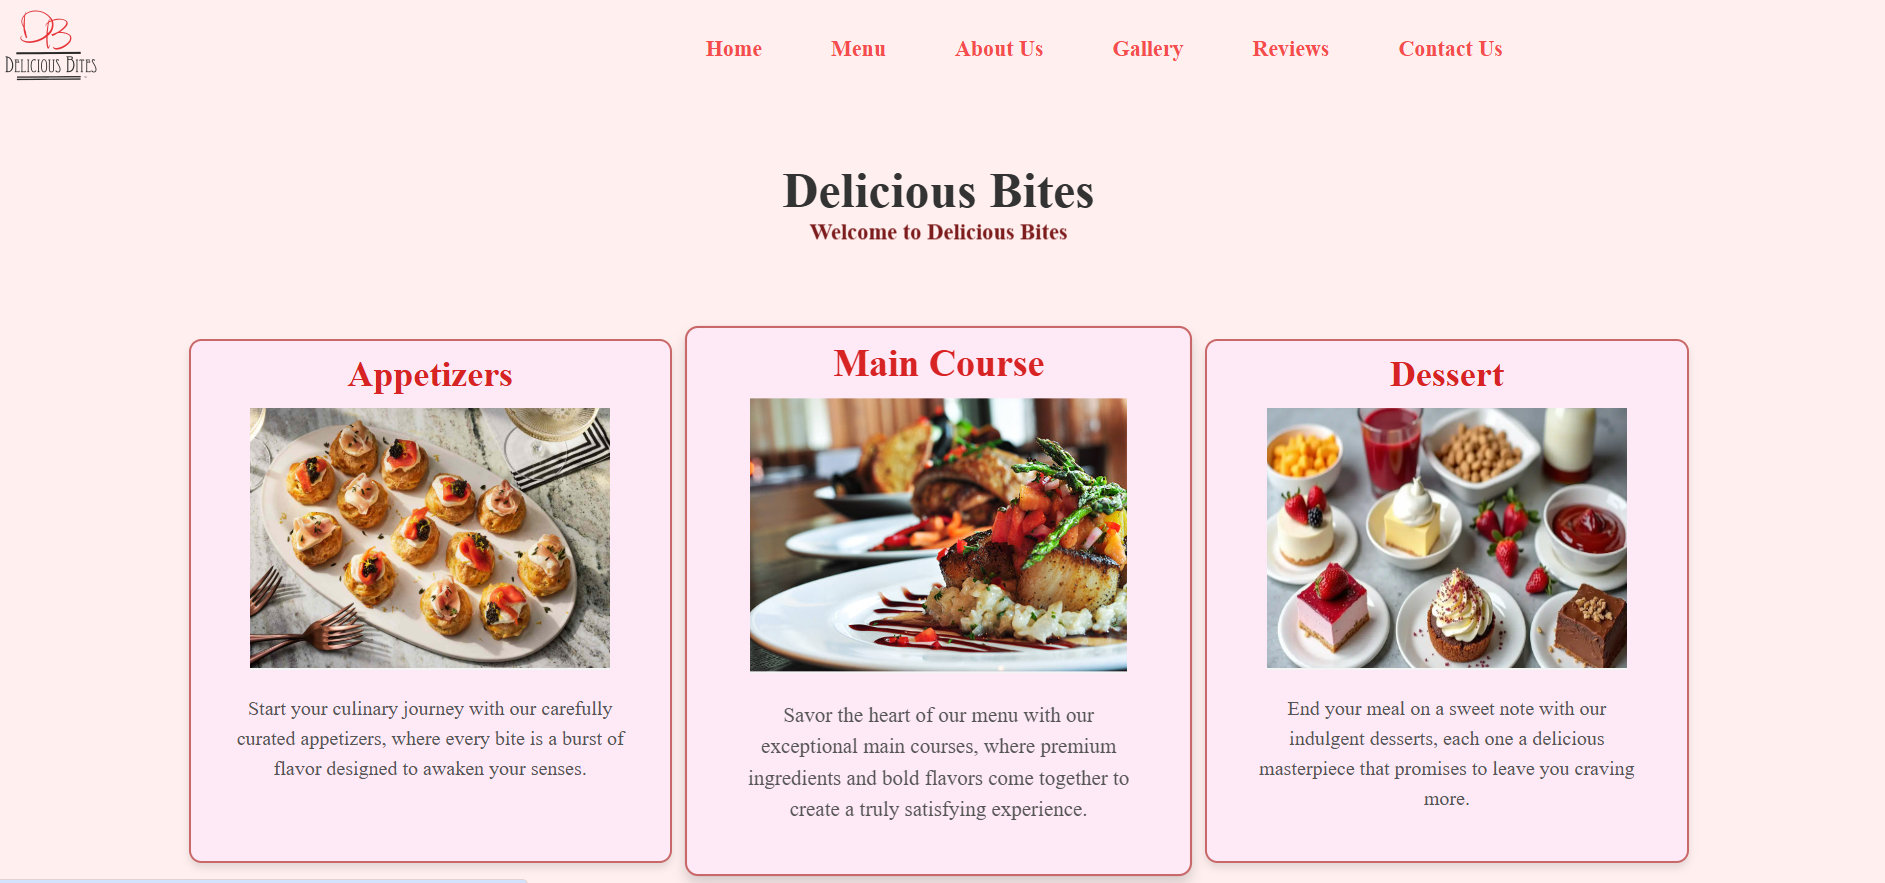 DB
DELICIOUS BITES
Home Menu About Us Gallery Reviews Contact Us
Delicious Bites
Welcome to Delicious Bites
Appetizers
Start your culinary journey with our carefully
curated appetizers, where every bite is a burst of
flavor designed to awaken your senses.
Main Course
Savor the heart of our menu with our
exceptional main courses, where premium
ingredients and bold flavors come together to
create a truly satisfying experience.
Dessert
End your meal on a sweet note with our
indulgent desserts, each one a delicious
masterpiece that promises to leave you craving
more.